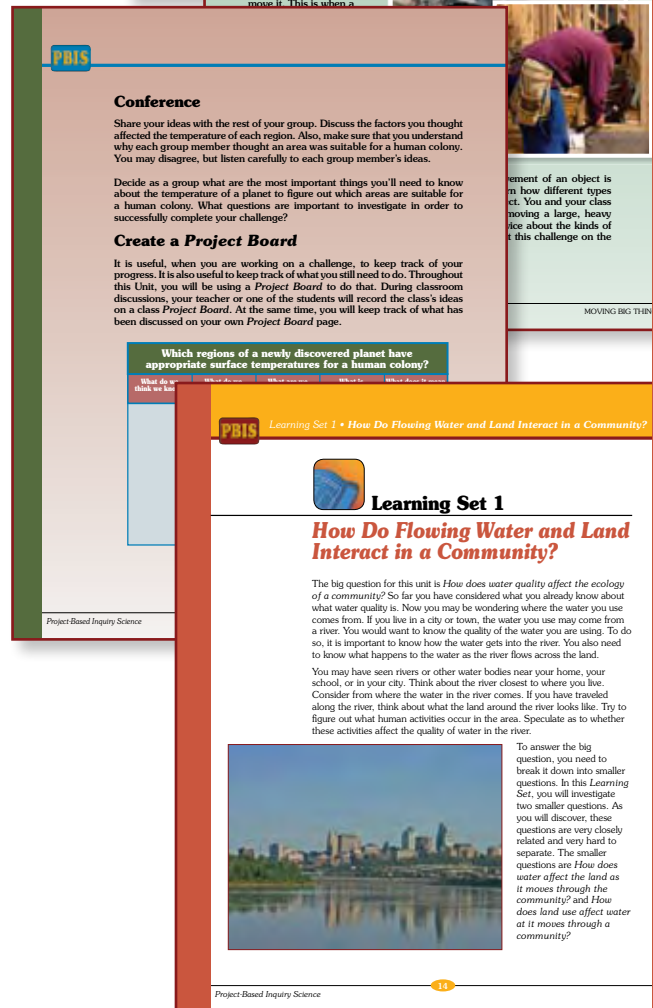 move it. This is when a
PBIS
Conference
Share your ideas with the rest of your group. Discuss the factors you thought
affected the temperature of each region. Also, make sure that you understand
why each group member thought an area was suitable for a human colony.
You may disagree, but listen carefully to each group member's ideas.
Decide as a group what are the most important things you'll need to know
about the temperature of a planet to figure out which areas are suitable for
a human colony. What questions are important to investigate in order to
successfully complete your challenge?
Create a Project Board
It is useful, when you are working on a challenge, to keep track of your
progress. It is also useful to keep track of what you still need to do. Throughout
this Unit, you will be using a Project Board to do that. During classroom
discussions, your teacher or one of the students will record the class's ideas
on a class Project Board. At the same time, you will keep track of what has
been discussed on your own Project Board page.
Which regions of a newly discovered planet have
appropriate surface temperatures for a human colony?
What do we
think we
What do we
What are we
What is
What does it mean
Project-Based Inquiry Science
of an object is
how different types
You and your class
moving a large, heavy
about the kinds of
this challenge on the
MOVING BIG
PBIS
Learning Set 1 • How Do Flowing Water and Land Interact in a Community?
Learning Set 1
How Do Flowing Water and Land
Interact in a Community?
The big question for this unit is How does water quality affect the ecology
of a community? So far you have considered what you already know about
what water quality is. Now you may be wondering where the water you use
comes from. If you live in a city or town, the water you use may come from
a river. You would want to know the quality of the water you are using. To do
so, it is important to know how the water gets into the river. You also need
to know what happens to the water as the river flows across the land.
You may have seen rivers or other water bodies near your home, your
school, or in your city. Think about the river closest to where you live.
Consider from where the water in the river comes. If you have traveled
along the river, think about what the land around the river looks like. Try to
figure out what human activities occur in the area. Speculate as to whether
these activities affect the quality of water in the river.
To answer the big
question, you need to
break it down into smaller
questions. In this Learning
Set, you will investigate
two smaller questions. As
you will discover, these
questions are very closely
related and very hard to
separate. The smaller
questions are How does
water affect the land as
it moves through the
community? and How
does land use affect water
at it moves through a
community?
14
Project-Based Inquiry Science